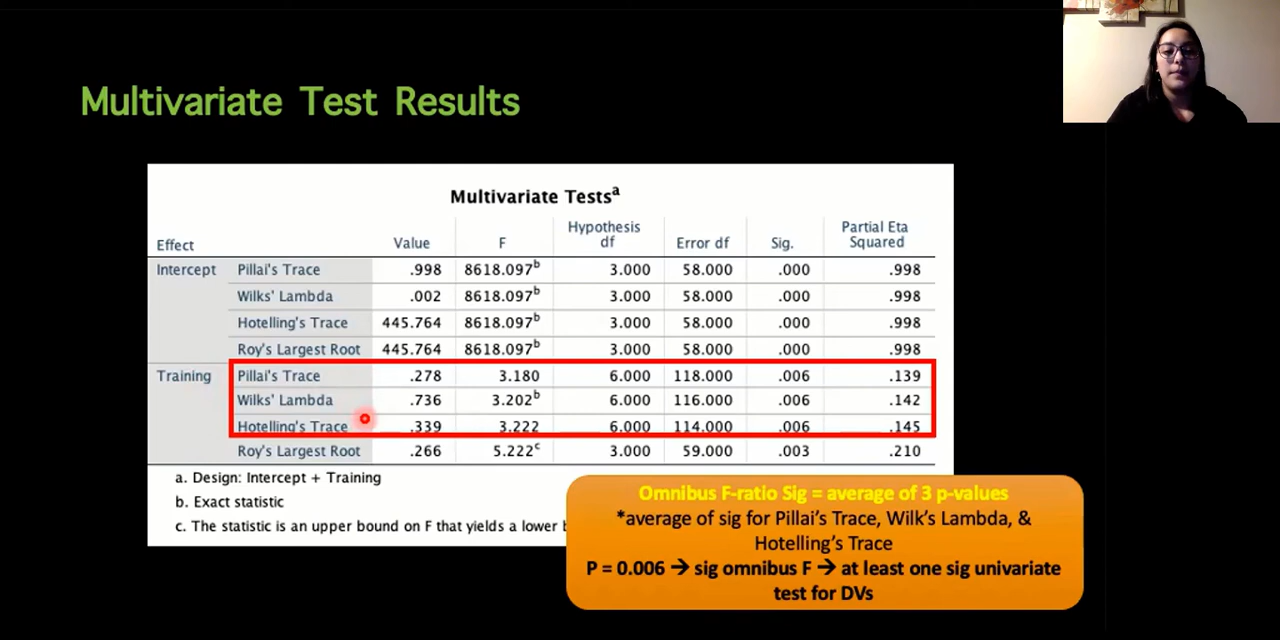 Multivariate Test Results
Multivariate Testsᵃ
Effect Value F Hypothesis df Error df Sig. Partial Eta Squared
Intercept Pillai's Trace .998 8618.097ᵇ 3.000 58.000 .000 .998
Wilks' Lambda .002 8618.097ᵇ 3.000 58.000 .000 .998
Hotelling's Trace 445.764 8618.097ᵇ 3.000 58.000 .000 .998
Roy's Largest Root 445.764 8618.097ᵇ 3.000 58.000 .000 .998
Training Pillai's Trace .278 3.180 6.000 118.000 .006 .139
Wilks' Lambda .736 3.202ᵇ 6.000 116.000 .006 .142
Hotelling's Trace .339 3.222 6.000 114.000 .006 .145
Roy's Largest Root .266 5.222ᶜ 3.000 59.000 .003 .210
a. Design: Intercept + Training
b. Exact statistic
c. The statistic is an upper bound on F that yields a lower
Omnibus F-ratio Sig = average of 3 p-values
*average of sig for Pillai's Trace, Wilk's Lambda, &
Hotelling's Trace
P = 0.006 → sig omnibus F → at least one sig univariate
test for DVs